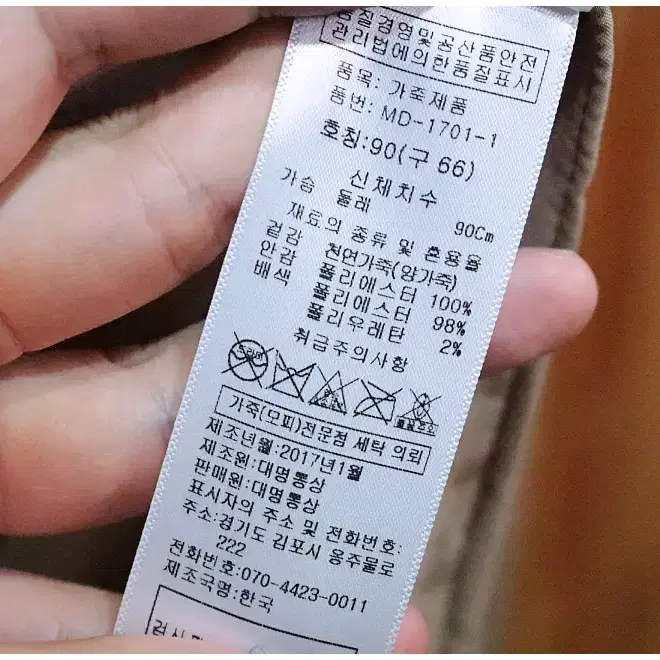 품질경영및공산품안전
관리법에의한품질표시
품목: 가죽제품
품번: MD-1701-1
호칭:90(구 66)
신체치수
가슴 둘레 90Cm
재료의 종류 및 혼용율
겉감 천연가죽(양가죽)
안감 폴리에스터 100%
배색 폴리에스터 98%
폴리우레탄 2%
취급주의사항
드라이
가죽(모피)전문점 세탁 의뢰
제조년월:2017년1월
제조원:대명통상
판매원:대명통상
표시자의 주소 및 전화번호:
주소:경기도 김포시 옹주물로
222
전화번호:070-4423-0011
제조국명:한국